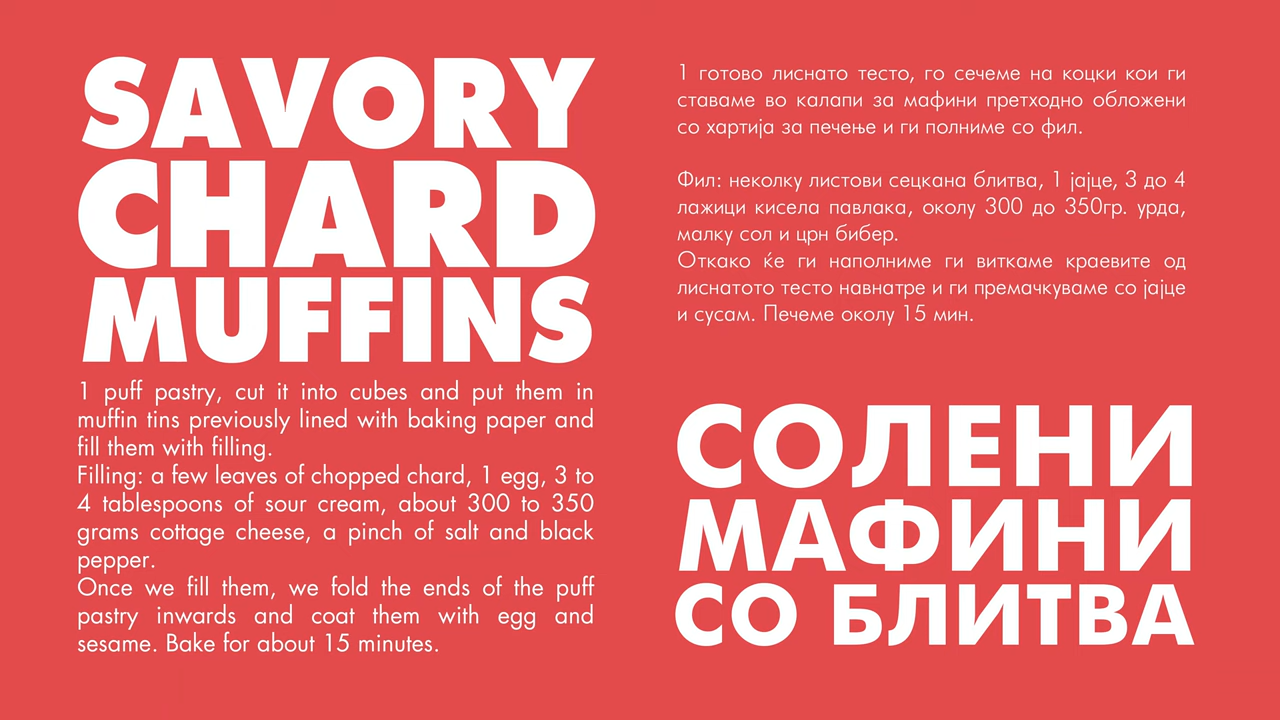 SAVORY
CHARD
MUFFINS
1 puff pastry, cut it into cubes and put them in
muffin tins previously lined with baking paper and
fill them with filling.
Filling: a few leaves of chopped chard, 1 egg, 3 to
4 tablespoons of sour cream, about 300 to 350
grams cottage cheese, a pinch of salt and black
pepper.
Once we fill them, we fold the ends of the puff
pastry inwards and coat them with egg and
sesame. Bake for about 15 minutes.
1 готово лиснато тесто, го сечеме на коцки кои ги
ставаме во калапи за мафини претходно обложени
со хартија за печење и ги полниме со фил.
Фил: неколку листови сецкана блитва, 1 јајце, 3 до 4
лажици кисела павлака, околу 300 до 350гр. урда,
малку сол и црн бибер.
Откако ќе ги наполниме ги виткаме краевите од
лиснатото тесто навнатре и ги премачкуваме со јајце
и сусам. Печеме околу 15 мин.
СОЛЕНИ
МАФИНИ
СО БЛИТВА